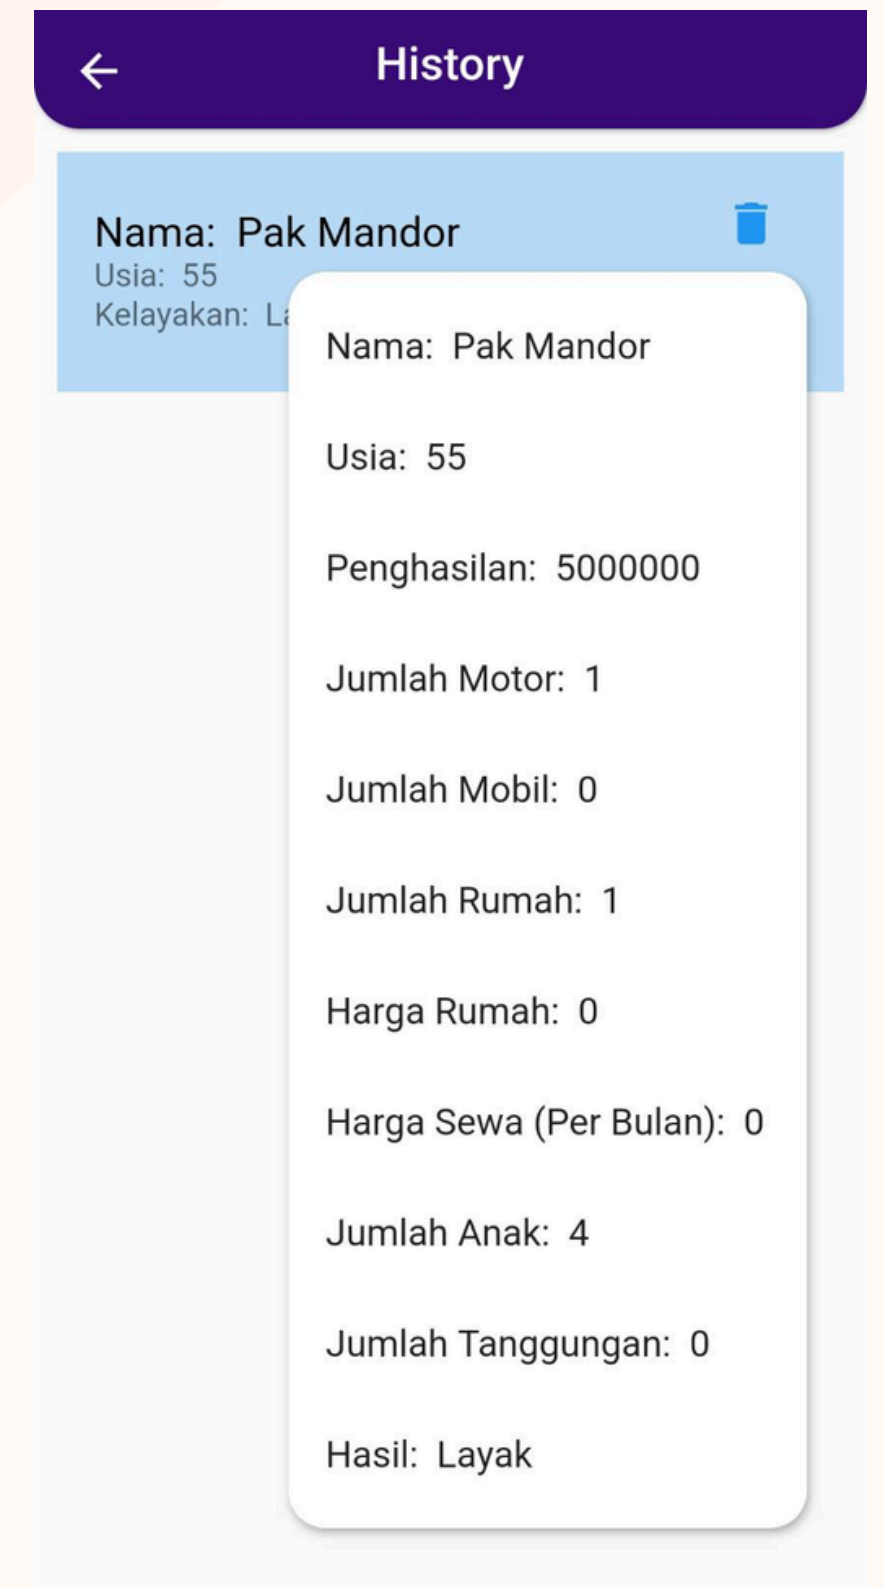 History
Nama: Pak Mandor
Usia: 55
Kelayakan:
Nama: Pak Mandor
Usia: 55
Penghasilan: 5000000
Jumlah Motor: 1
Jumlah Mobil: 0
Jumlah Rumah: 1
Harga Rumah: 0
Harga Sewa (Per Bulan): 0
Jumlah Anak: 4
Jumlah Tanggungan: 0
Hasil: Layak